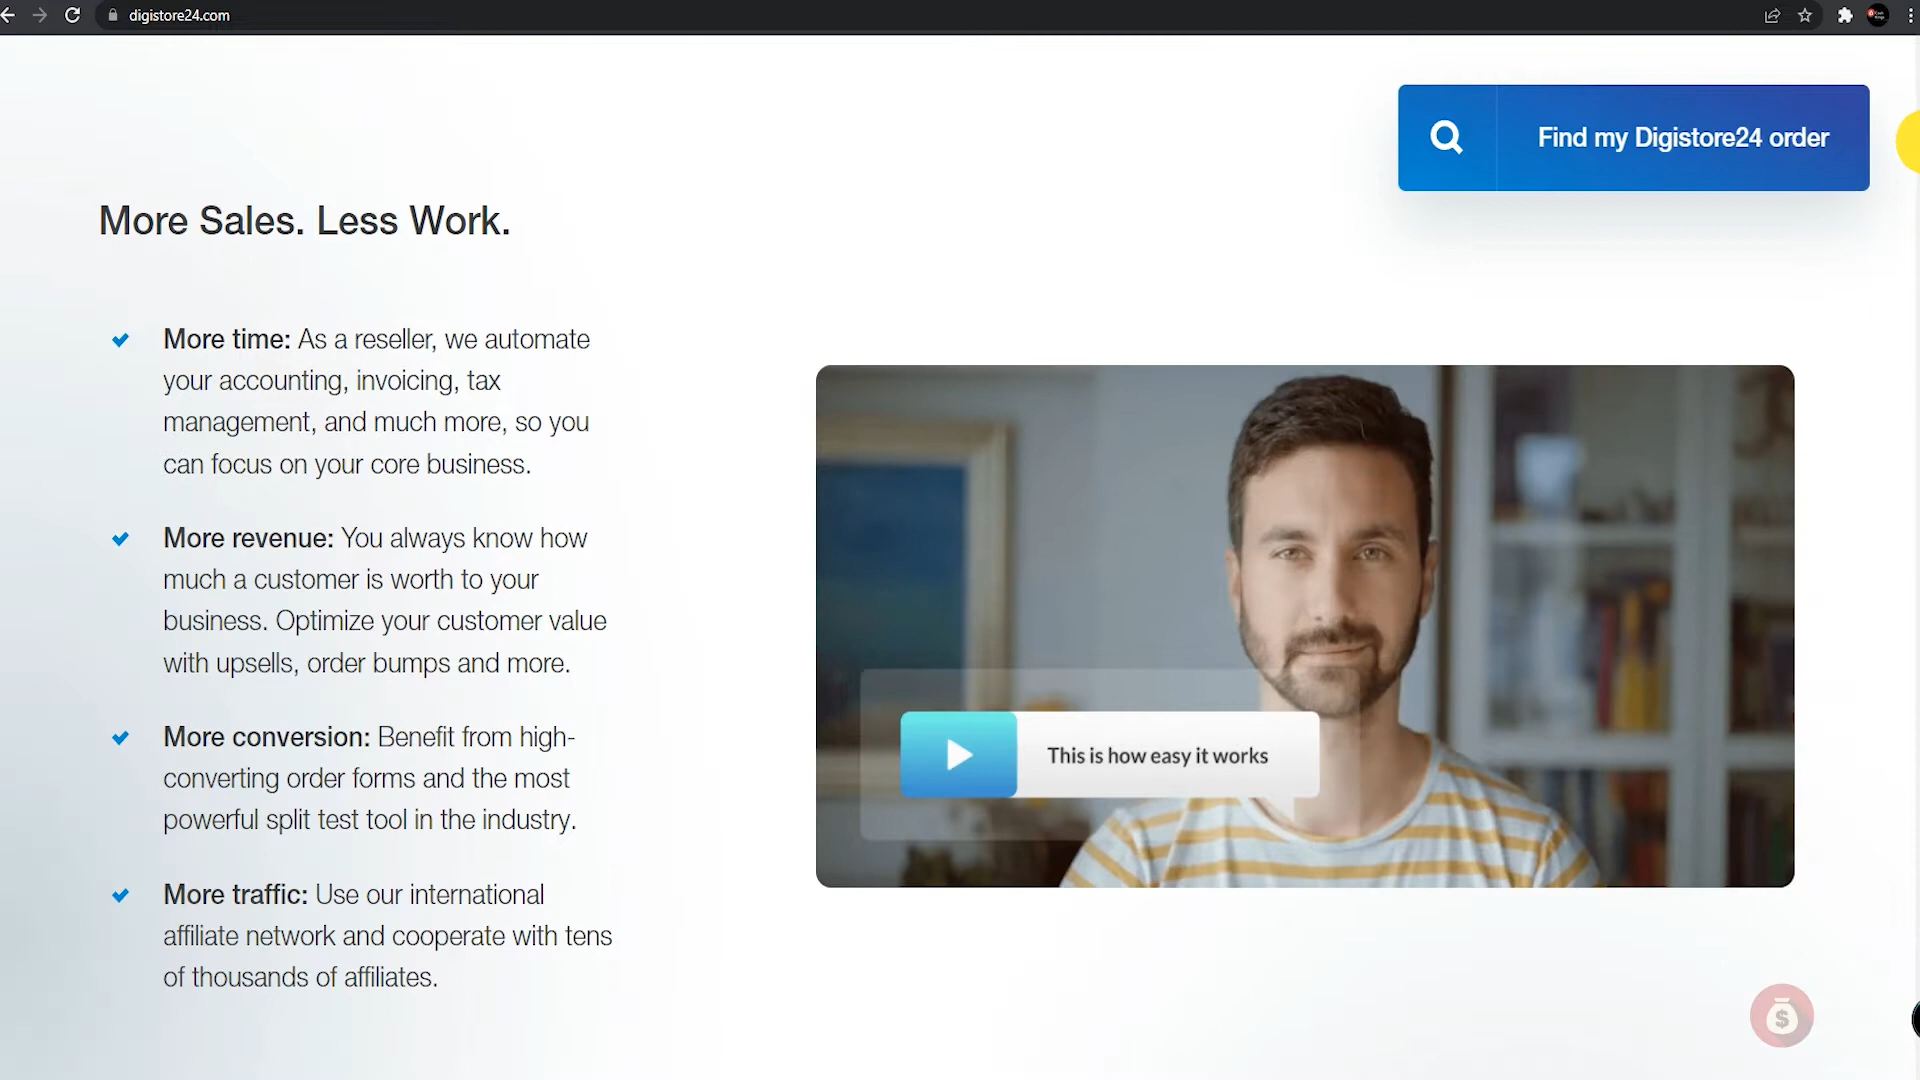 digistore24.com
Find my Digistore24 order
More Sales. Less Work.
More time: As a reseller, we automate
your accounting, invoicing, tax
management, and much more, so you
can focus on your core business.
More revenue: You always know how
much a customer is worth to your
business. Optimize your customer value
with upsells, order bumps and more.
More conversion: Benefit from high-
converting order forms and the most
powerful split test tool in the industry.
More traffic: Use our international
affiliate network and cooperate with tens
of thousands of affiliates.
This is how easy it works
$